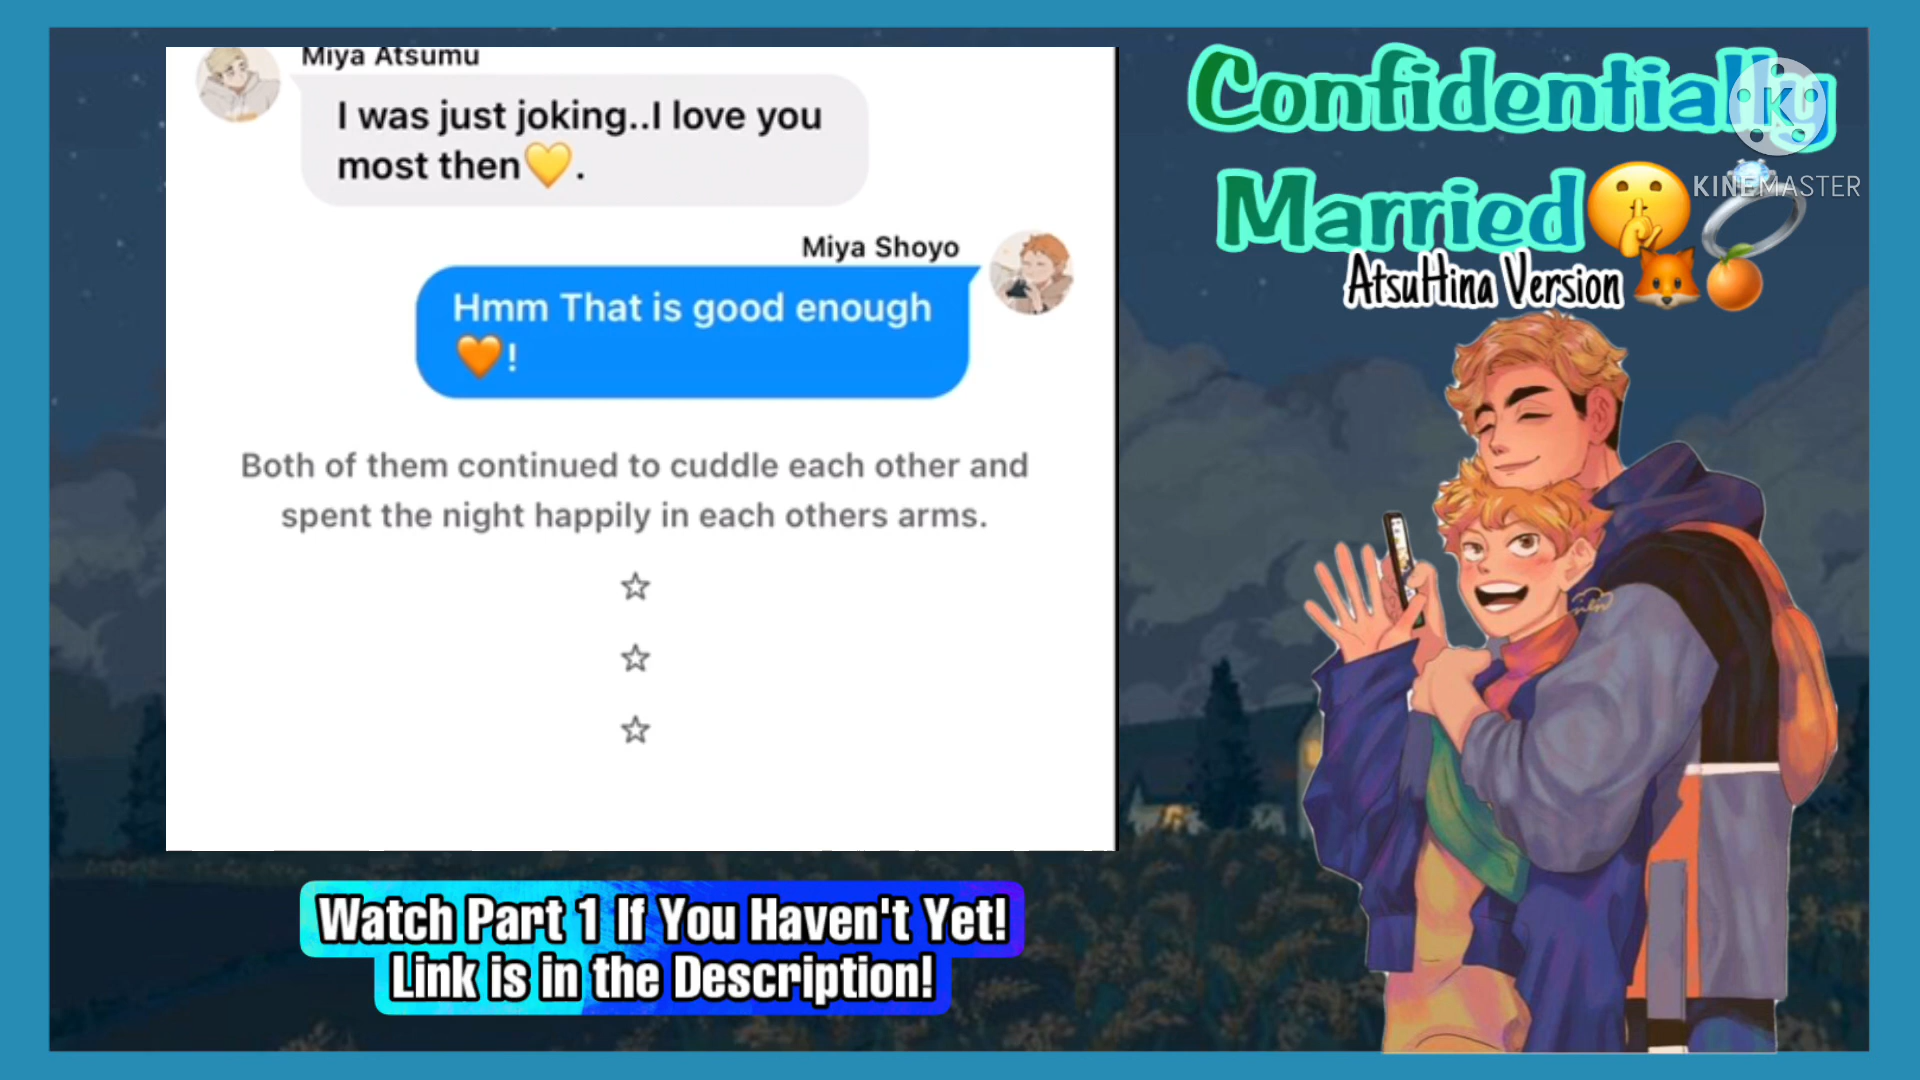 Miya Atsumu
I was just joking..I love you
most then💛.
Miya Shoyo
Hmm That is good enough
🧡!
Both of them continued to cuddle each other and
spent the night happily in each others arms.
☆
☆
☆
Watch Part 1 If You Haven't Yet!
Link is in the Description!
Confidentially
Married🤫💍
AtsuHina Version🦊🍊
K
KINEMASTER